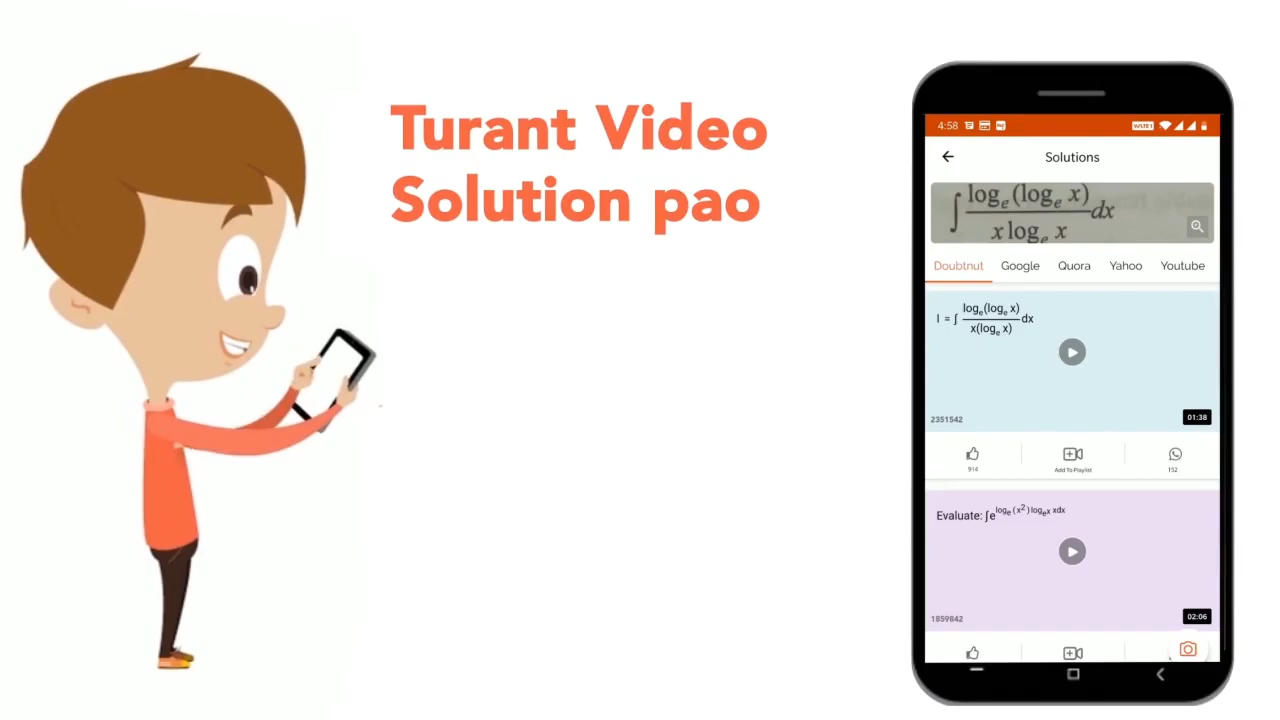 Turant Video
Solution pao
4:58
Solutions
∫ logₑ(logₑ x) / x logₑ x dx
Doubtnut Google Quora Yahoo Youtube
I = ∫ logₑ(logₑ x) / x(logₑ x) dx
2351542 01:38
914 Add To Playlist 152
Evaluate: ∫e^logₑ(x²)logₑx xdx
1859842 02:06